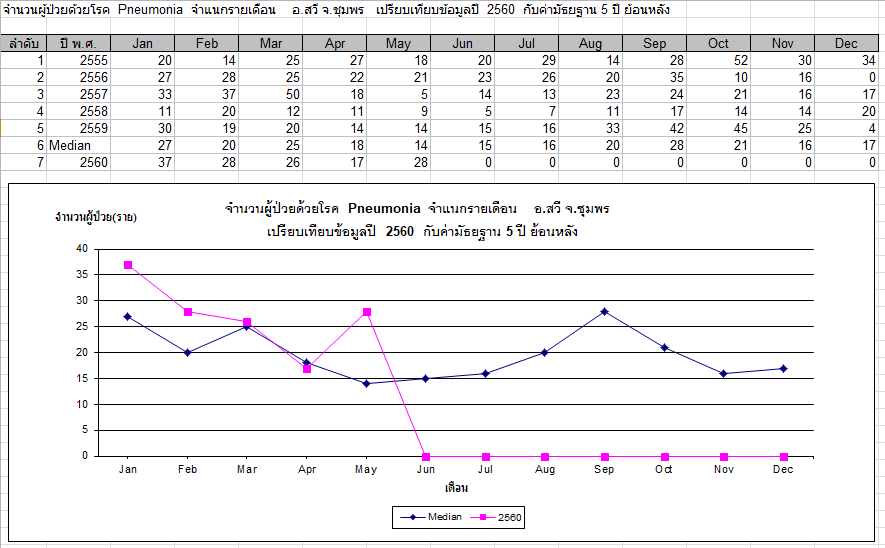 จำนวนผู้ป่วยด้วยโรค Pneumonia จำแนกรายเดือน อ.สวี จ.ชุมพร เปรียบเทียบข้อมูลปี 2560 กับค่ามัธยฐาน 5 ปี ย้อนหลัง
ลำดับ ปี พ.ศ. Jan Feb Mar Apr May Jun Jul Aug Sep Oct Nov Dec
1 2555 20 14 25 27 18 20 29 14 28 52 30 34
2 2556 27 28 25 22 21 23 26 20 35 10 16 0
3 2557 33 37 50 18 5 14 13 23 24 21 16 17
4 2558 11 20 12 11 9 5 7 11 17 14 14 20
5 2559 30 19 20 14 14 15 16 33 42 45 25 4
6 Median 27 20 25 18 14 15 16 20 28 21 16 17
7 2560 37 28 26 17 28 0 0 0 0 0 0 0
จำนวนผู้ป่วยด้วยโรค Pneumonia จำแนกรายเดือน อ.สวี จ.ชุมพร
จำนวนผู้ป่วย(ราย)
เปรียบเทียบข้อมูลปี 2560 กับค่ามัธยฐาน 5 ปี ย้อนหลัง
40
35
30
25
20
15
10
5
0
Jan Feb Mar Apr May Jun Jul Aug Sep Oct Nov Dec
เดือน
Median 2560